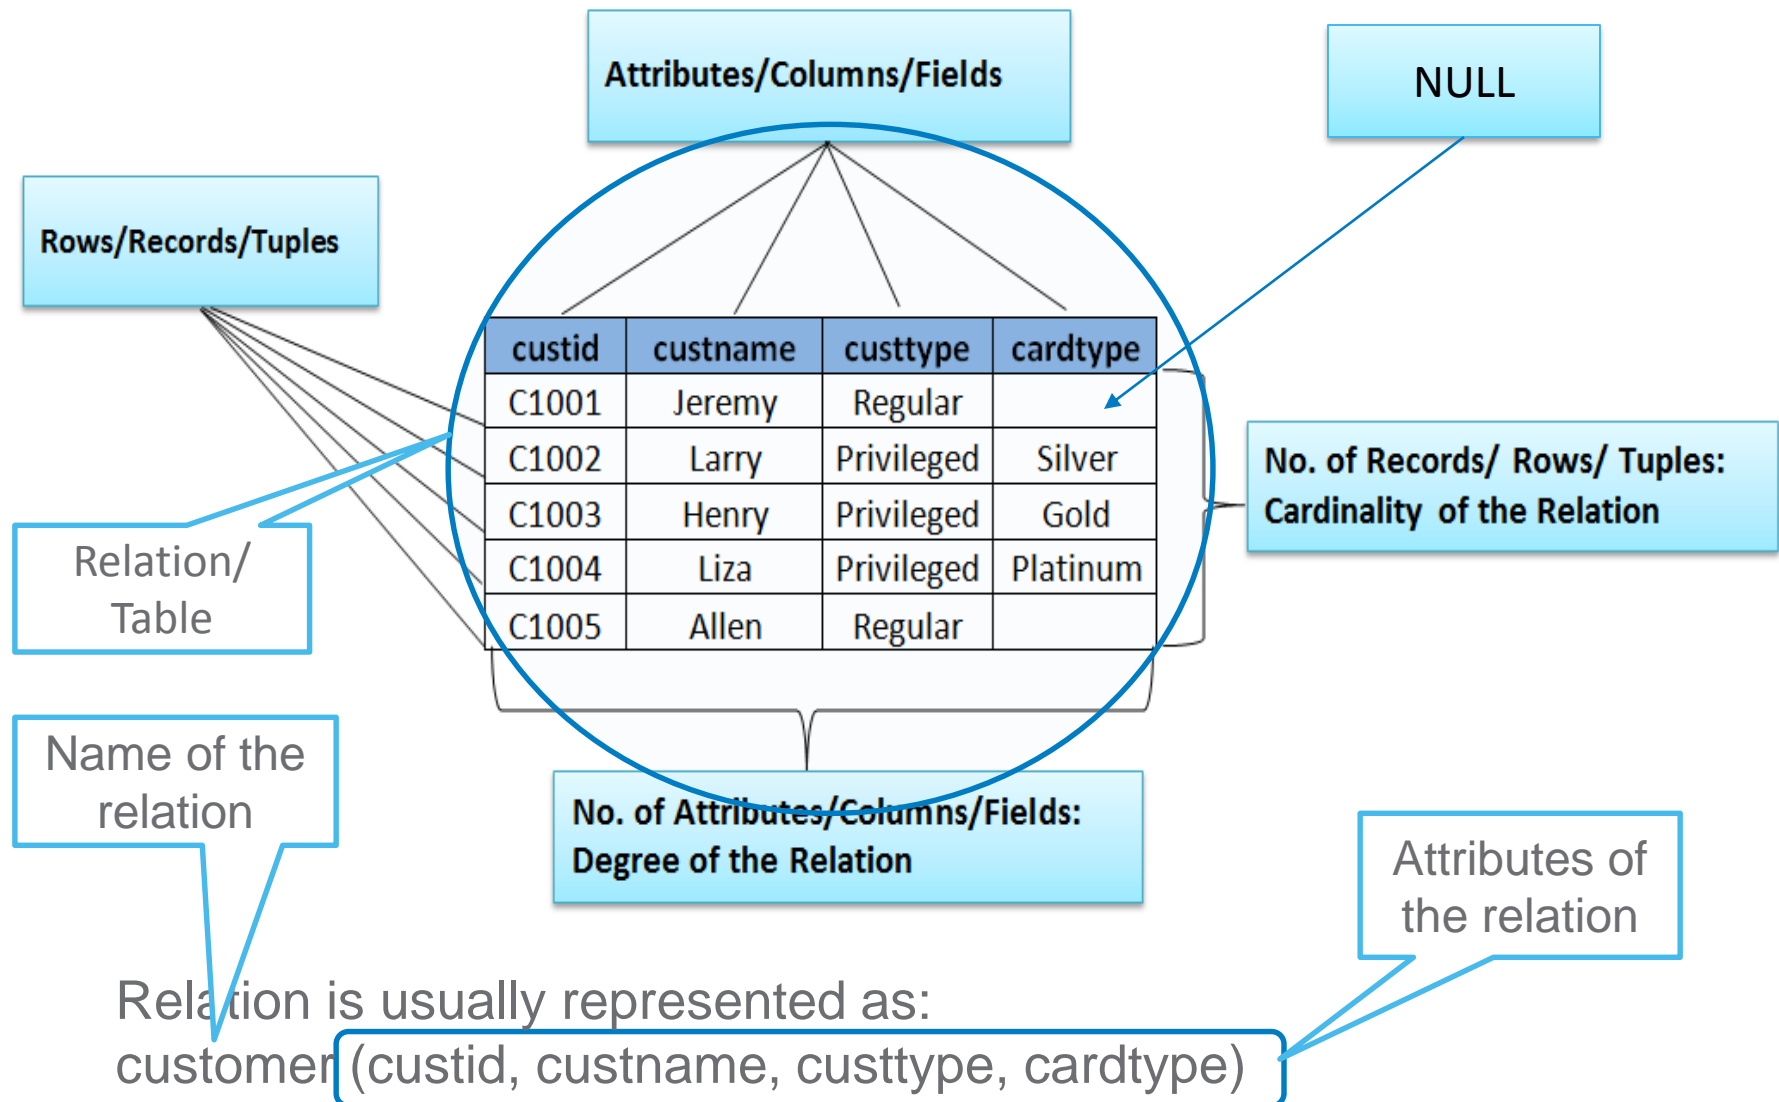 Attributes/Columns/Fields
NULL
Rows/Records/Tuples
custid custname custtype cardtype
C1001 Jeremy Regular
C1002 Larry Privileged Silver
C1003 Henry Privileged Gold
C1004 Liza Privileged Platinum
C1005 Allen Regular
No. of Records/ Rows/ Tuples:
Cardinality of the Relation
Relation/
Table
Name of the
relation
No. of Attributes/Columns/Fields:
Degree of the Relation
Attributes of
the relation
Relation is usually represented as:
customer (custid, custname, custtype, cardtype)